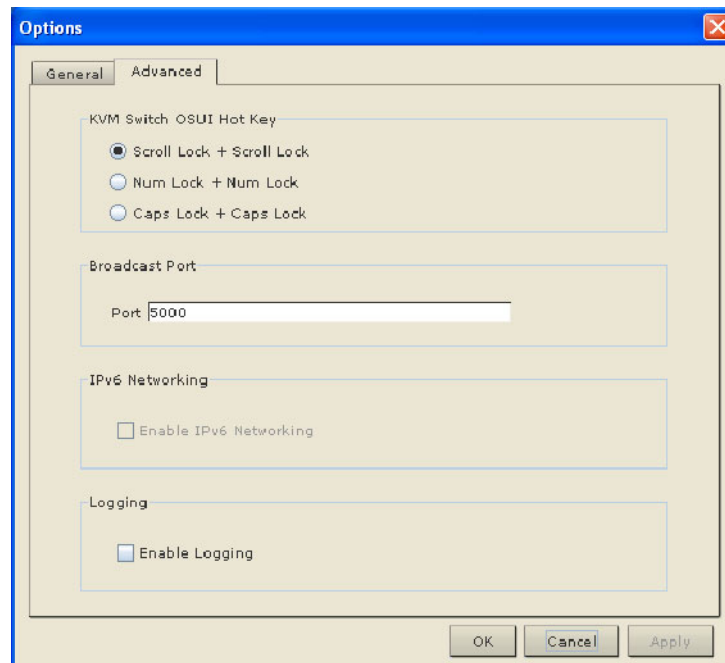 Options
General
Advanced
KVM Switch OSUI Hot Key
Scroll Lock + Scroll Lock
Num Lock + Num Lock
Caps Lock + Caps Lock
Broadcast Port
Port 5000
IPv6 Networking
Enable IPv6 Networking
Logging
Enable Logging
OK
Cancel
Apply